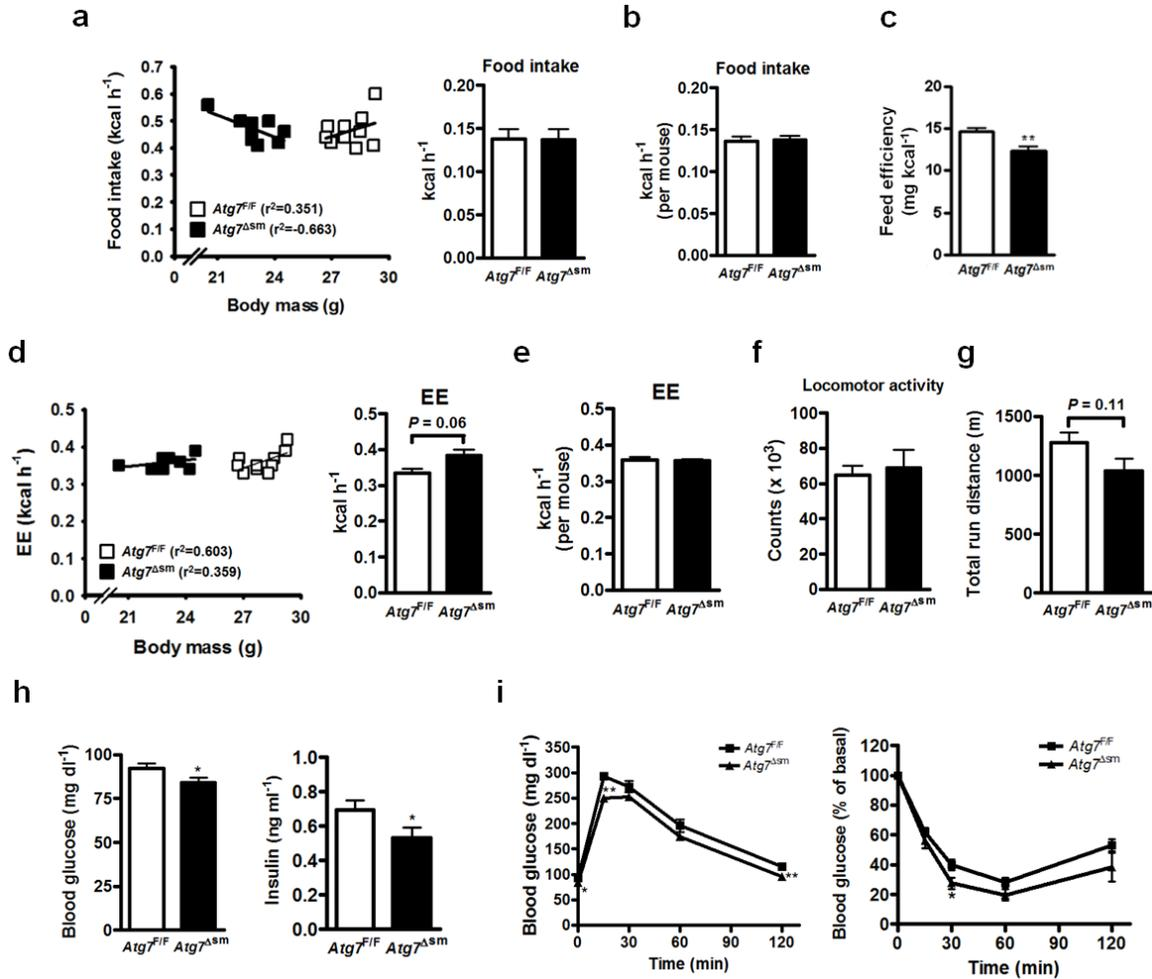 a
Food intake (kcal h-1)
0.7
0.6
0.5
0.4
0.3
0.2
0.1
0.0
Atg7F/F (r2=0.351)
Atg7Δsm (r2=-0.663)
0 21 24 27 30
Body mass (g)
Food intake
kcal h-1
0.20
0.15
0.10
0.05
0.00
Atg7F/F Atg7Δsm
b
Food intake
kcal h-1
(per mouse)
0.20
0.15
0.10
0.05
0.00
Atg7F/F Atg7Δsm
c
Feed efficiency
(mg kcal-1)
20
15
10
5
0
**
Atg7F/F Atg7Δsm
d
EE (kcal h-1)
0.5
0.4
0.3
0.2
0.1
0.0
Atg7F/F (r2=0.603)
Atg7Δsm (r2=0.359)
0 21 24 27 30
Body mass (g)
EE
P = 0.06
kcal h-1
0.5
0.4
0.3
0.2
0.1
0.0
Atg7F/F Atg7Δsm
e
EE
kcal h-1
(per mouse)
0.5
0.4
0.3
0.2
0.1
0.0
Atg7F/F Atg7Δsm
f
Locomotor activity
Counts (x 103)
100
80
60
40
20
0
Atg7F/F Atg7Δsm
g
P = 0.11
Total run distance (m)
1500
1000
500
0
Atg7F/F Atg7Δsm
h
Blood glucose (mg dl-1)
100
75
50
25
0
*
Atg7F/F Atg7Δsm
Insulin (ng ml-1)
1.0
0.8
0.6
0.4
0.2
0.0
*
Atg7F/F Atg7Δsm
i
Blood glucose (mg dl-1)
350
300
250
200
150
100
50
0
Atg7F/F
Atg7Δsm
**
*
**
0 30 60 90 120
Time (min)
Blood glucose (% of basal)
120
100
80
60
40
20
0
Atg7F/F
Atg7Δsm
*
0 30 60 90 120
Time (min)